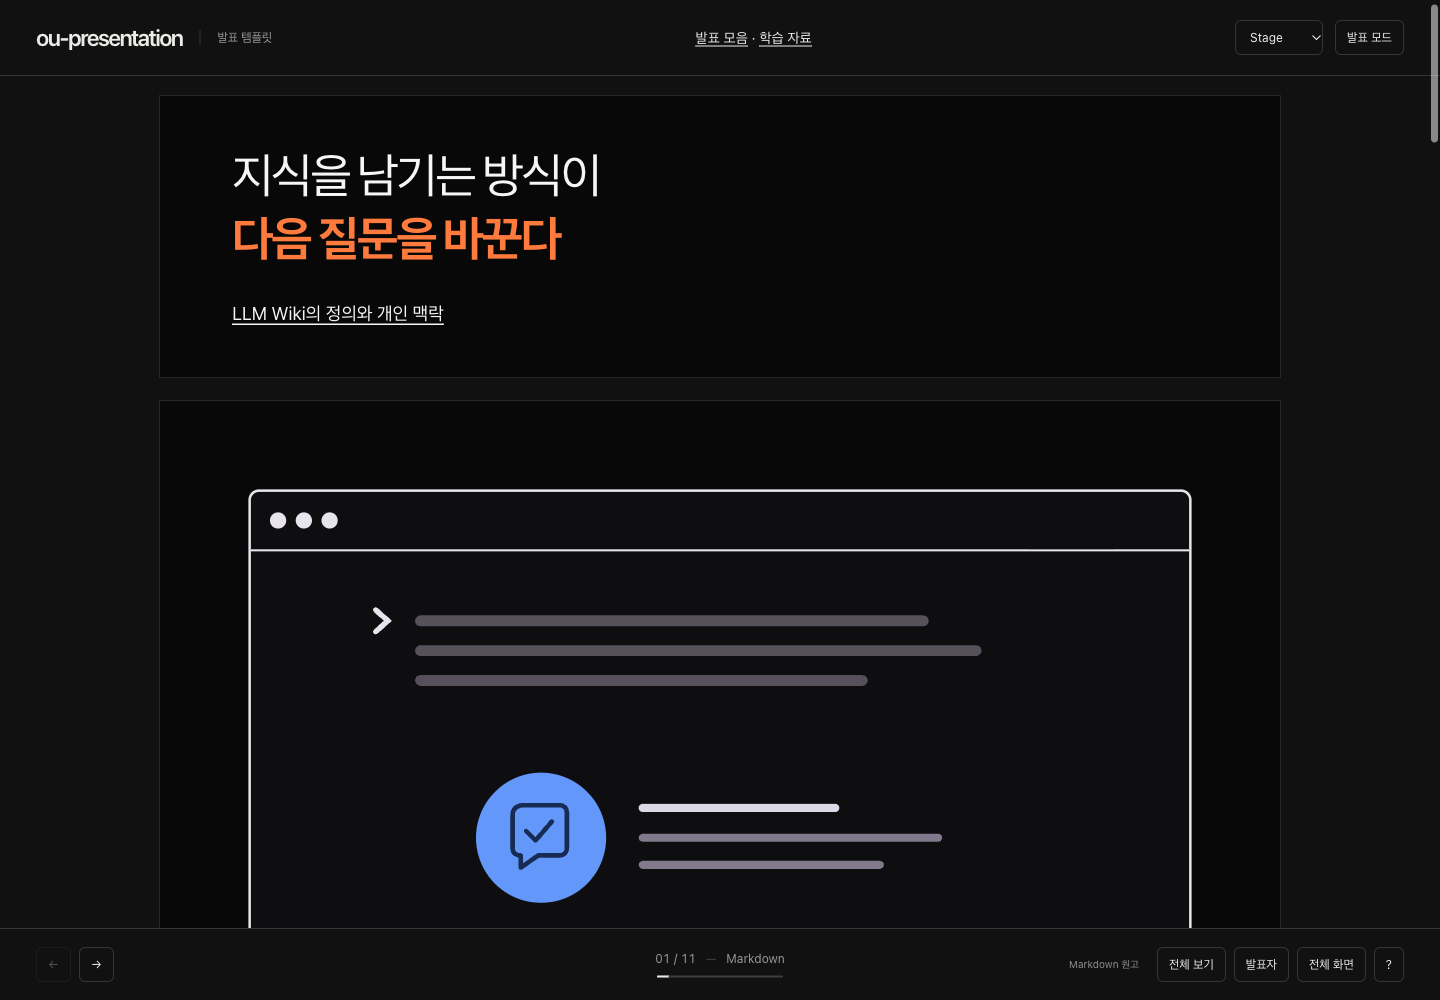 ou-presentation
발표 템플릿
발표 모음 · 학습 자료
Stage
발표 모드
지식을 남기는 방식이
다음 질문을 바꾼다
LLM Wiki의 정의와 개인 맥락
←
→
01 / 11 — Markdown
Markdown 원고
전체 보기
발표자
전체 화면
?